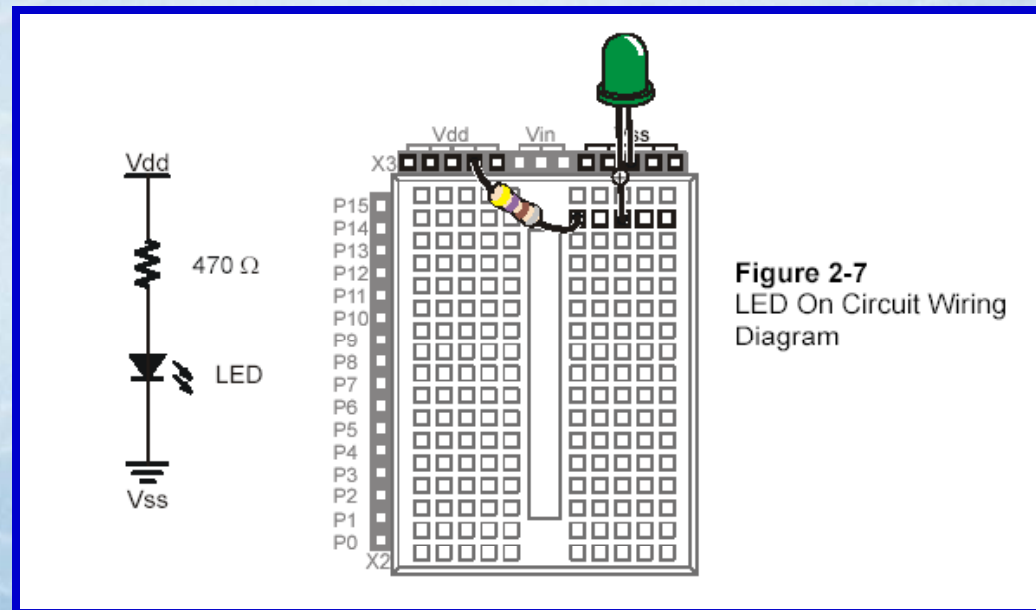 Vdd
470 Ω
LED
Vss
Vdd Vin Vss
X3
P15
P14
P13
P12
P11
P10
P9
P8
P7
P6
P5
P4
P3
P2
P1
P0
X2
Figure 2-7
LED On Circuit Wiring
Diagram